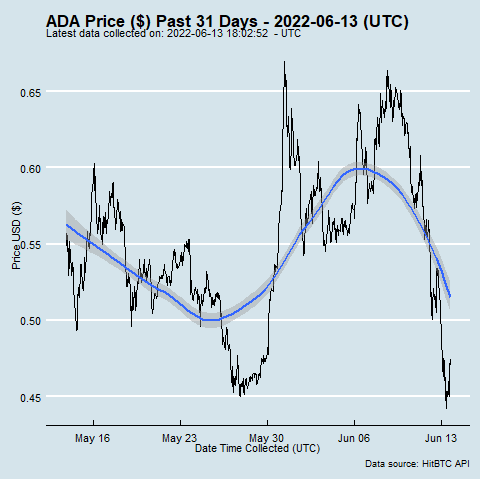 ADA Price ($) Past 31 Days - 2022-06-13 (UTC)
Latest data collected on: 2022-06-13 18:02:52 - UTC
Price USD ($)
0.65
0.60
0.55
0.50
0.45
May 16 May 23 May 30 Jun 06 Jun 13
Date Time Collected (UTC)
Data source: HitBTC API